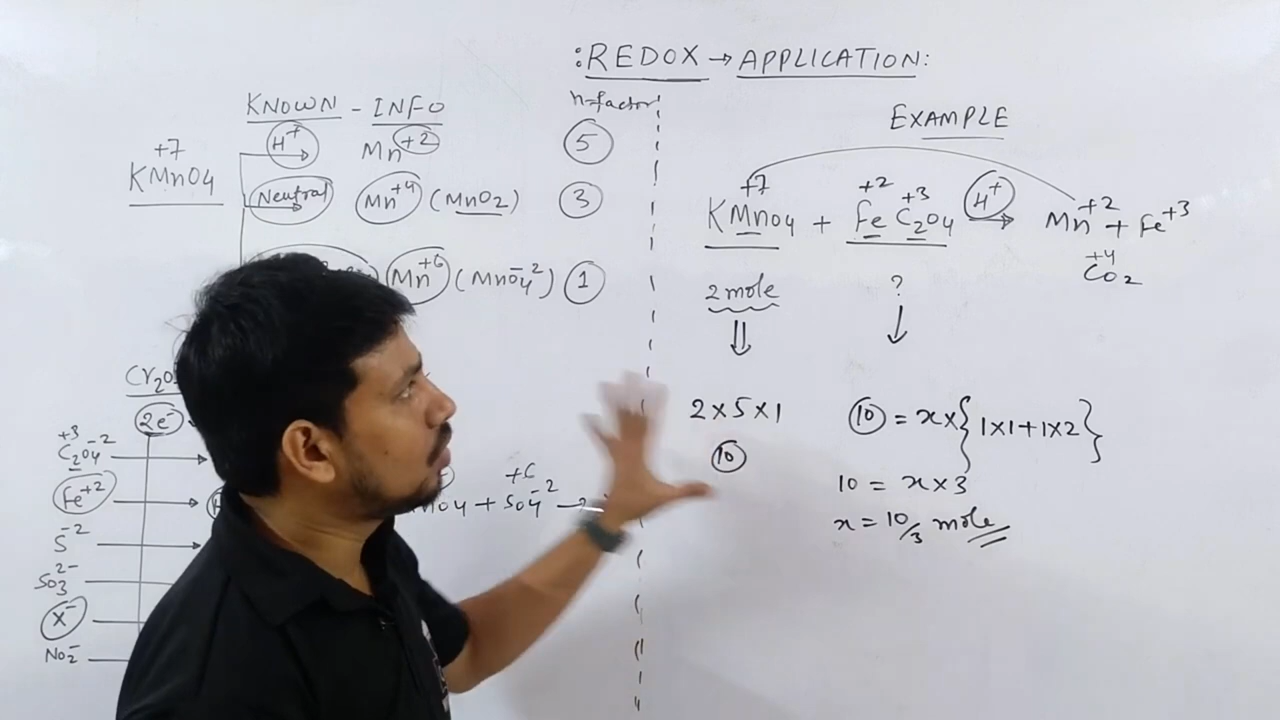 :REDOX → APPLICATION:
KNOWN - INFO
n-factor
+7
KMnO4
H+ Mn+2 5
Neutral Mn+4 (MnO2) 3
Mn+6 (MnO4-2) 1
2e-
+3
C2O4-2
Fe+2
S-2
SO3 2-
X-
NO2-
+6
+ SO4-2
EXAMPLE
+7 +2 +3 H+ +2
KMnO4 + FeC2O4 → Mn + Fe+3
+4
CO2
2 mole ?
2×5×1
10
10 = x×{1×1+1×2}
10 = x×3
x = 10/3 mole